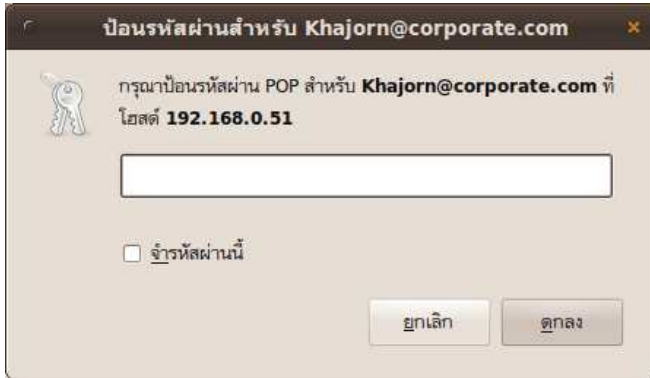 ป้อนรหัสผ่านสำหรับ Khajorn@corporate.com
กรุณาป้อนรหัสผ่าน POP สำหรับ Khajorn@corporate.com ที่
โฮสต์ 192.168.0.51
จำรหัสผ่านนี้
ยกเลิก
ตกลง